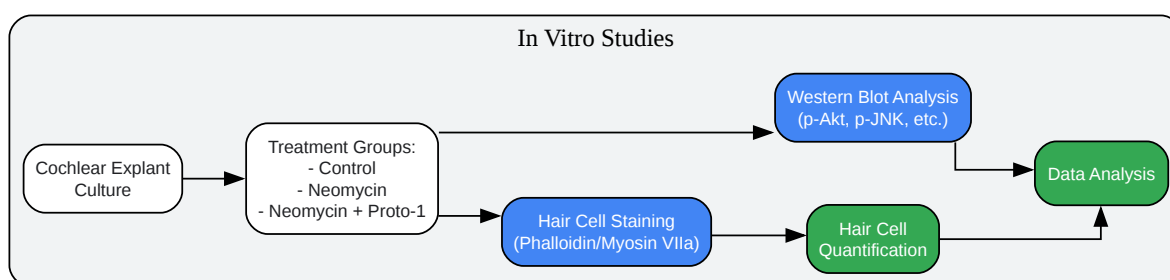 In Vitro Studies
Cochlear Explant
Culture
Treatment Groups:
- Control
- Neomycin
- Neomycin + Proto-1
Western Blot Analysis
(p-Akt, p-JNK, etc.)
Hair Cell Staining
(Phalloidin/Myosin VIIa)
Hair Cell
Quantification
Data Analysis